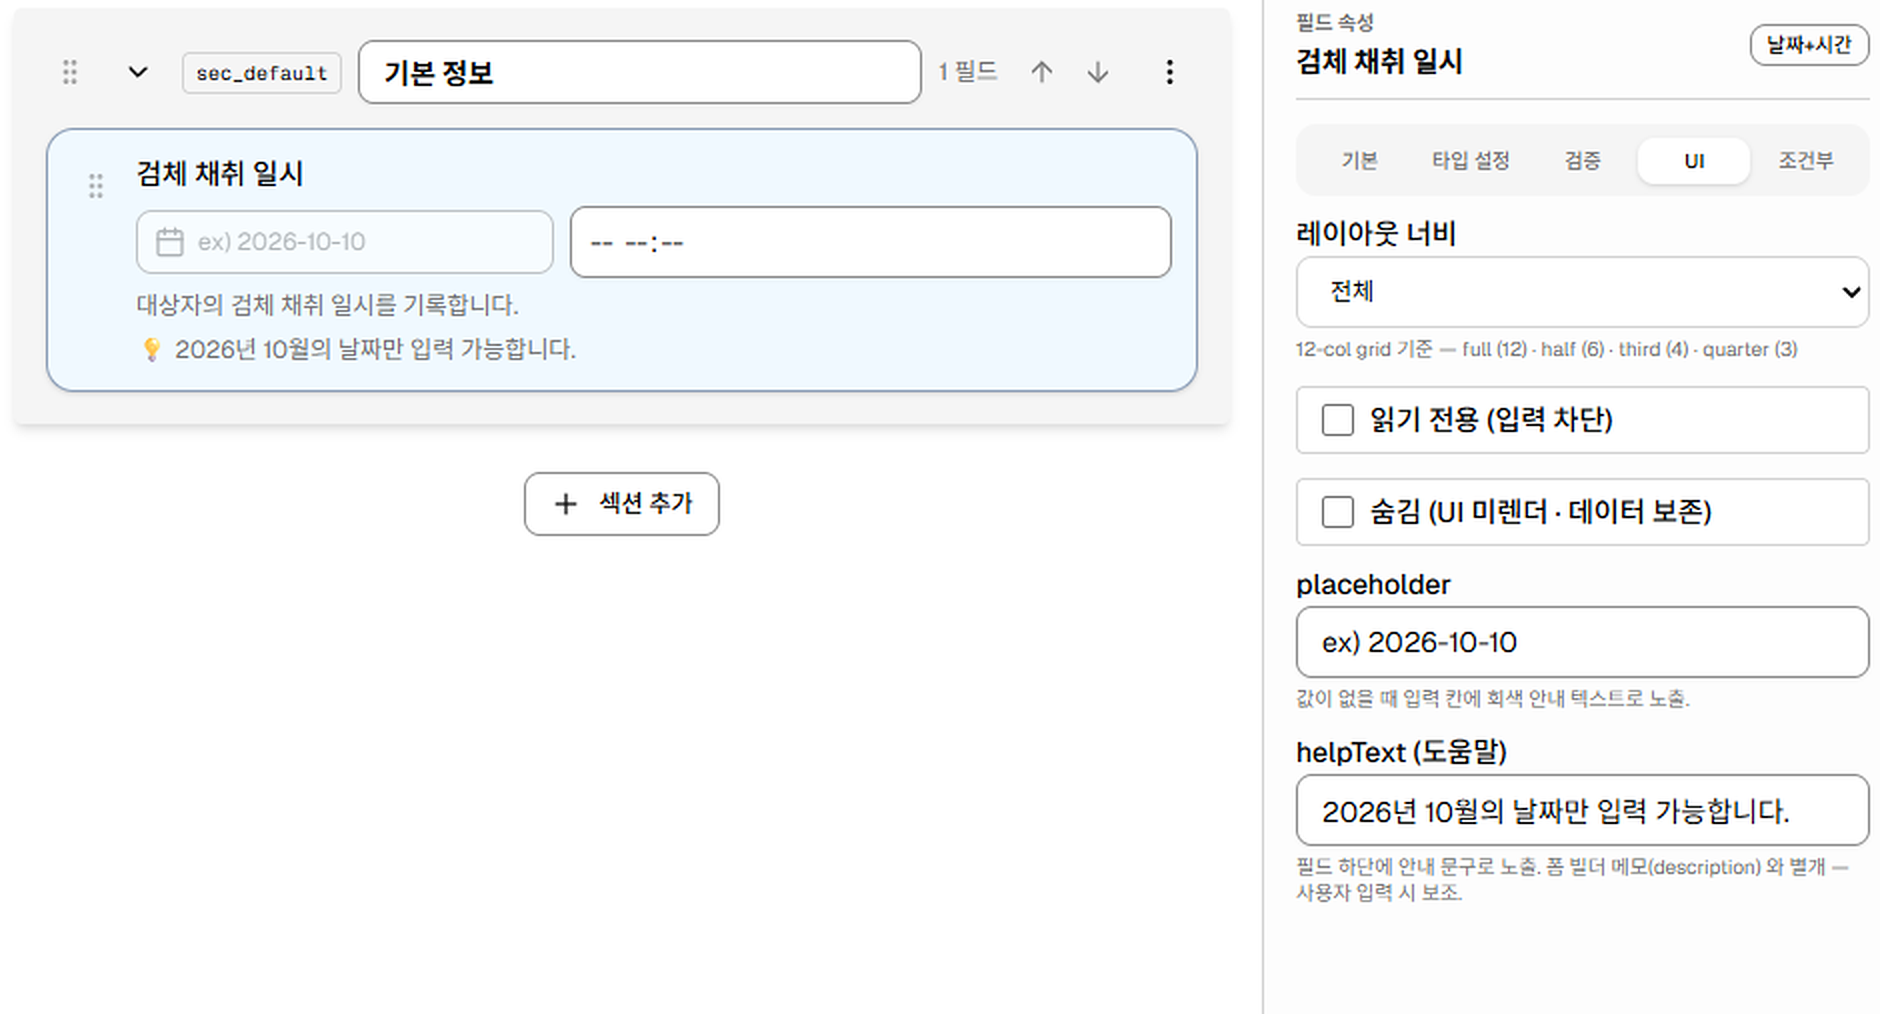 sec_default
기본 정보
1 필드
검체 채취 일시
ex) 2026-10-10
-- --:--
대상자의 검체 채취 일시를 기록합니다.
💡 2026년 10월의 날짜만 입력 가능합니다.
섹션 추가
필드 속성
검체 채취 일시
날짜+시간
기본 타입 설정 검증 UI 조건부
레이아웃 너비
전체
12-col grid 기준 — full (12) · half (6) · third (4) · quarter (3)
읽기 전용 (입력 차단)
숨김 (UI 미렌더 · 데이터 보존)
placeholder
ex) 2026-10-10
값이 없을 때 입력 칸에 회색 안내 텍스트로 노출.
helpText (도움말)
2026년 10월의 날짜만 입력 가능합니다.
필드 하단에 안내 문구로 노출. 폼 빌더 메모(description) 와 별개 —
사용자 입력 시 보조.